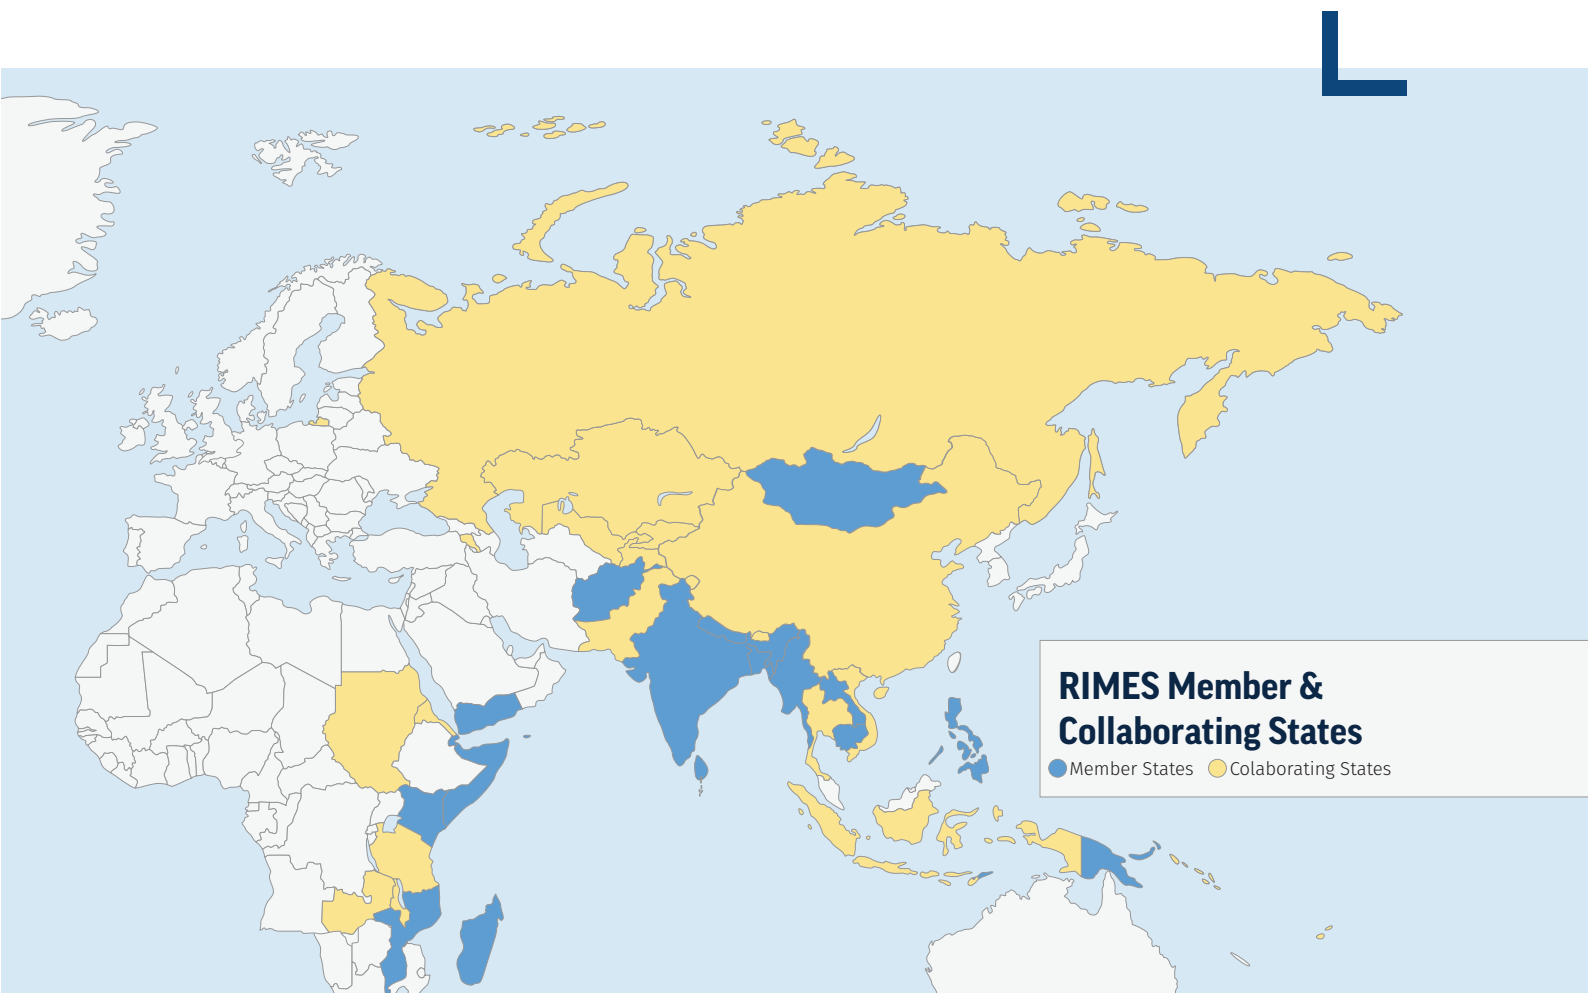 RIMES Member &
Collaborating States
Member States
Colaborating States